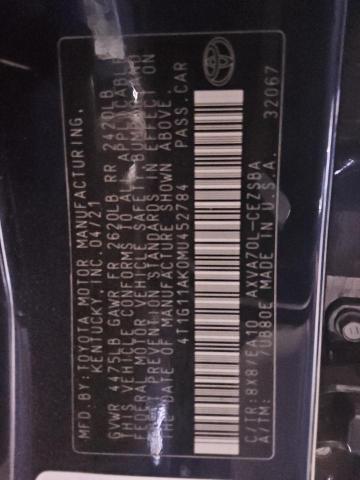 MFD. BY: TOYOTA MOTOR MANUFACTURING,
KENTUCKY, INC. 04/21
GVWR 4475LB GAWR FR 2620LB RR 2420LB
THIS VEHICLE CONFORMS TO ALL APPLICABLE
FEDERAL MOTOR VEHICLE SAFETY, BUMPER, AND
THEFT PREVENTION STANDARDS IN EFFECT ON
THE DATE OF MANUFACTURE SHOWN ABOVE.
4T1G11AK0MU452784 PASS. CAR
C/TR: 8X8/EA10 AXVA70L-CEZSBA
A/TM: 7UB80E MADE IN U.S.A. 32067